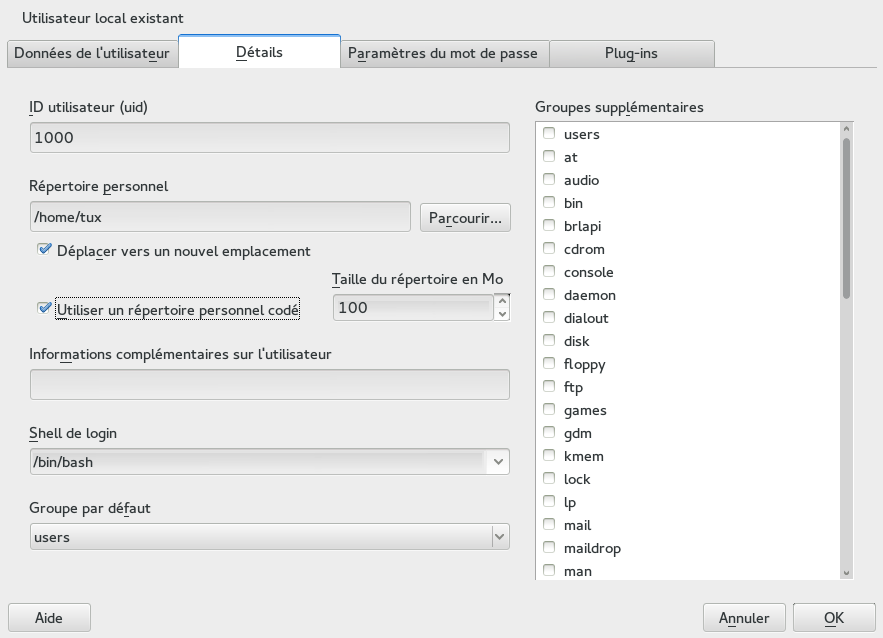 Utilisateur local existant
Données de l'utilisateur
Détails
Paramètres du mot de passe
Plug-ins
ID utilisateur (uid)
1000
Répertoire personnel
/home/tux
Parcourir...
Déplacer vers un nouvel emplacement
Taille du répertoire en Mo
Utiliser un répertoire personnel codé
100
Informations complémentaires sur l'utilisateur
Shell de login
/bin/bash
Groupe par défaut
users
Groupes supplémentaires
users
at
audio
bin
brlapi
cdrom
console
daemon
dialout
disk
floppy
ftp
games
gdm
kmem
lock
lp
mail
maildrop
man
Aide
Annuler
OK